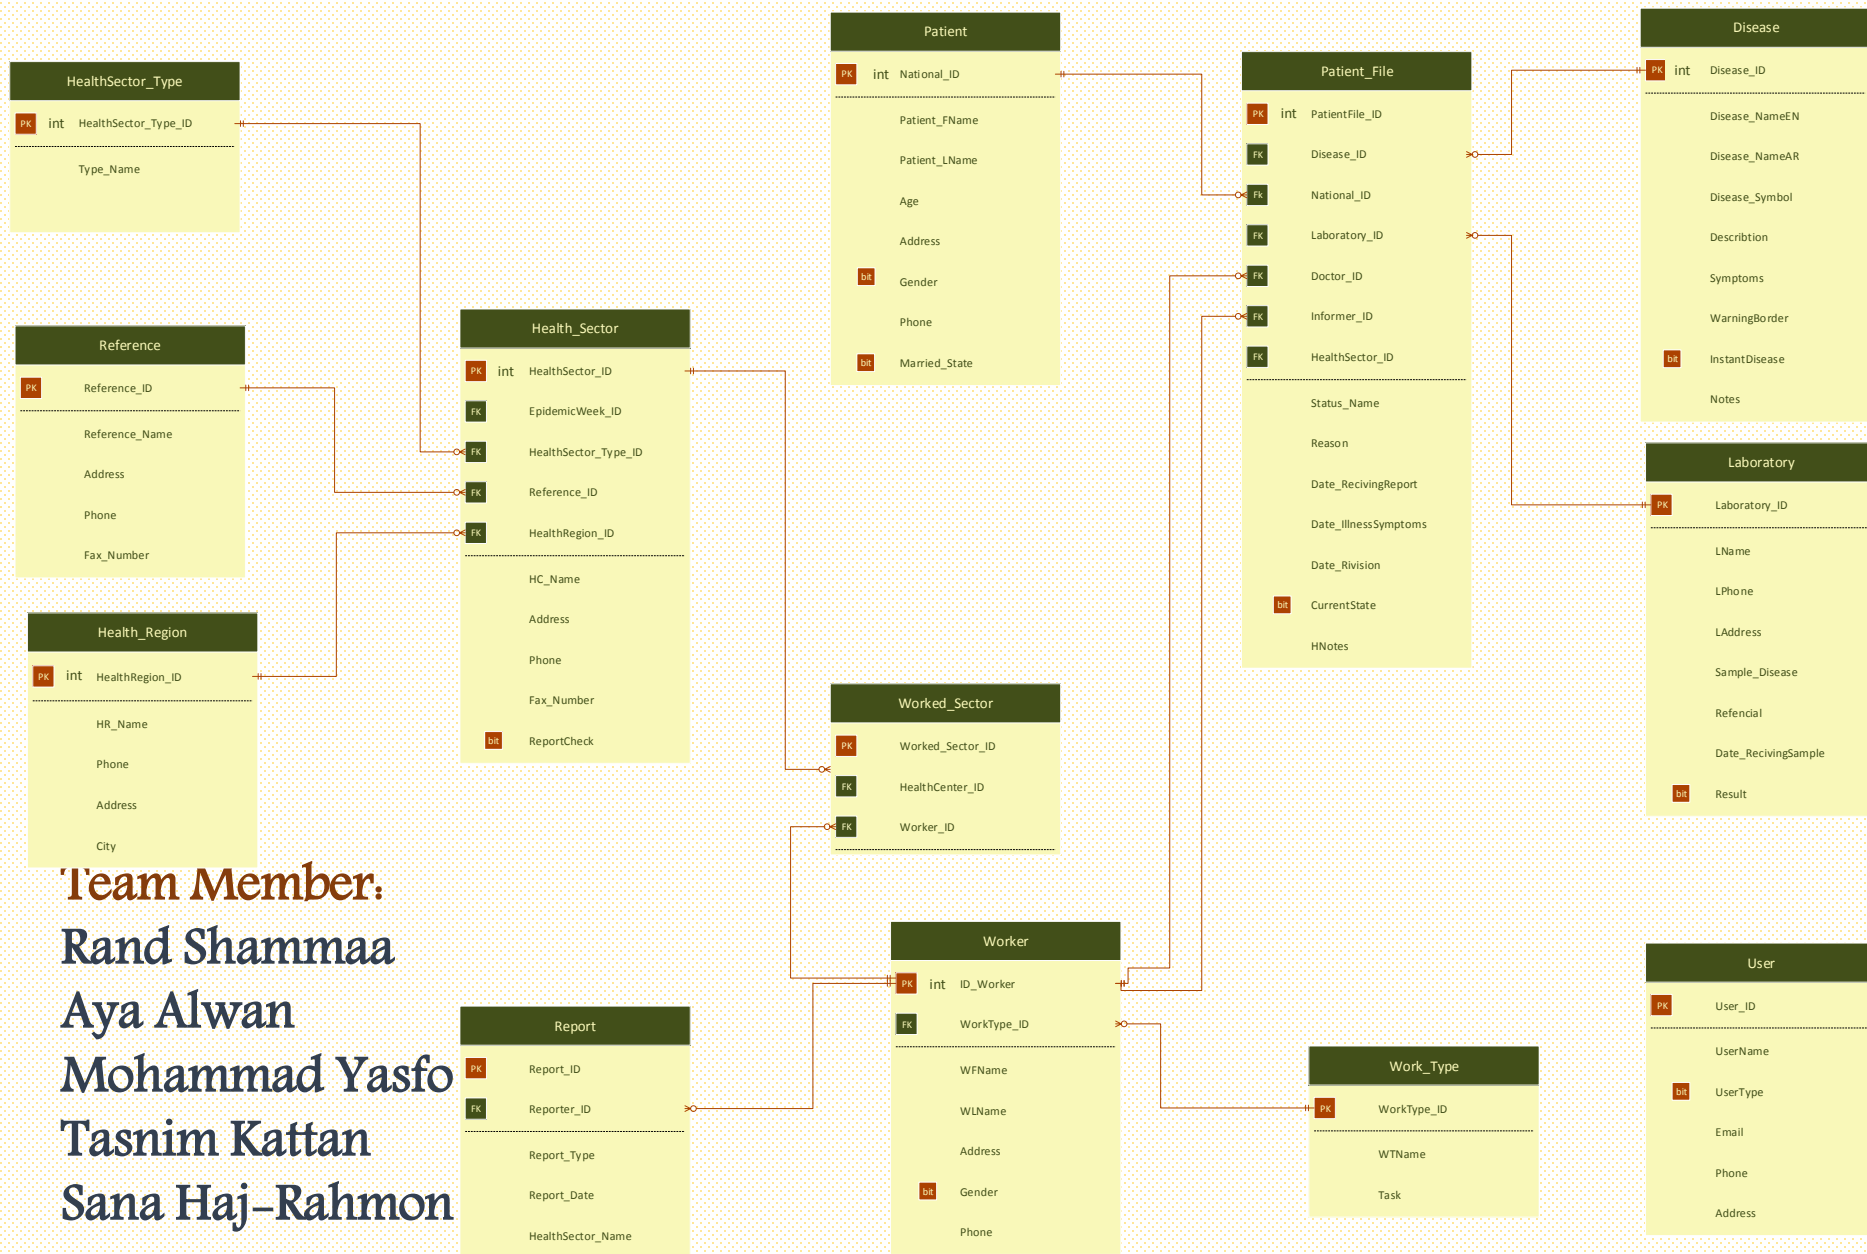 HealthSector_Type
PK int HealthSector_Type_ID
Type_Name
Reference
PK Reference_ID
Reference_Name
Address
Phone
Fax_Number
Health_Region
PK int HealthRegion_ID
HR_Name
Phone
Address
City
Team Member:
Rand Shammaa
Aya Alwan
Mohammad Yasfo
Tasnim Kattan
Sana Haj-Rahmon
Health_Sector
PK int HealthSector_ID
FK EpidemicWeek_ID
FK HealthSector_Type_ID
FK Reference_ID
FK HealthRegion_ID
HC_Name
Address
Phone
Fax_Number
bit ReportCheck
Report
PK Report_ID
FK Reporter_ID
Report_Type
Report_Date
HealthSector_Name
Patient
PK int National_ID
Patient_FName
Patient_LName
Age
Address
bit Gender
Phone
bit Married_State
Worked_Sector
PK Worked_Sector_ID
FK HealthCenter_ID
FK Worker_ID
Worker
PK int ID_Worker
FK WorkType_ID
WFName
WLName
Address
bit Gender
Phone
Patient_File
PK int PatientFile_ID
FK Disease_ID
Fk National_ID
FK Laboratory_ID
FK Doctor_ID
FK Informer_ID
FK HealthSector_ID
Status_Name
Reason
Date_RecivingReport
Date_IllnessSymptoms
Date_Rivision
bit CurrentState
HNotes
Work_Type
PK WorkType_ID
WTName
Task
Disease
PK int Disease_ID
Disease_NameEN
Disease_NameAR
Disease_Symbol
Describtion
Symptoms
WarningBorder
bit InstantDisease
Notes
Laboratory
PK Laboratory_ID
LName
LPhone
LAddress
Sample_Disease
Refencial
Date_RecivingSample
bit Result
User
PK User_ID
UserName
bit UserType
Email
Phone
Address